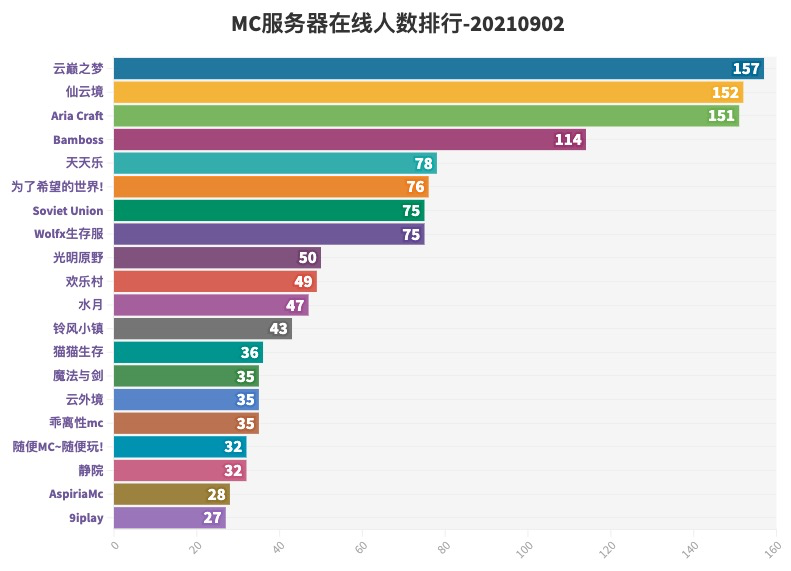 MC服务器在线人数排行-20210902
云巅之梦 157
仙云境 152
Aria Craft 151
Bamboss 114
天天乐 78
为了希望的世界! 76
Soviet Union 75
Wolfx生存服 75
光明原野 50
欢乐村 49
水月 47
铃风小镇 43
猫猫生存 36
魔法与剑 35
云外境 35
乖离性mc 35
随便MC~随便玩! 32
静院 32
AspiriaMc 28
9iplay 27
0 20 40 60 80 100 120 140 160